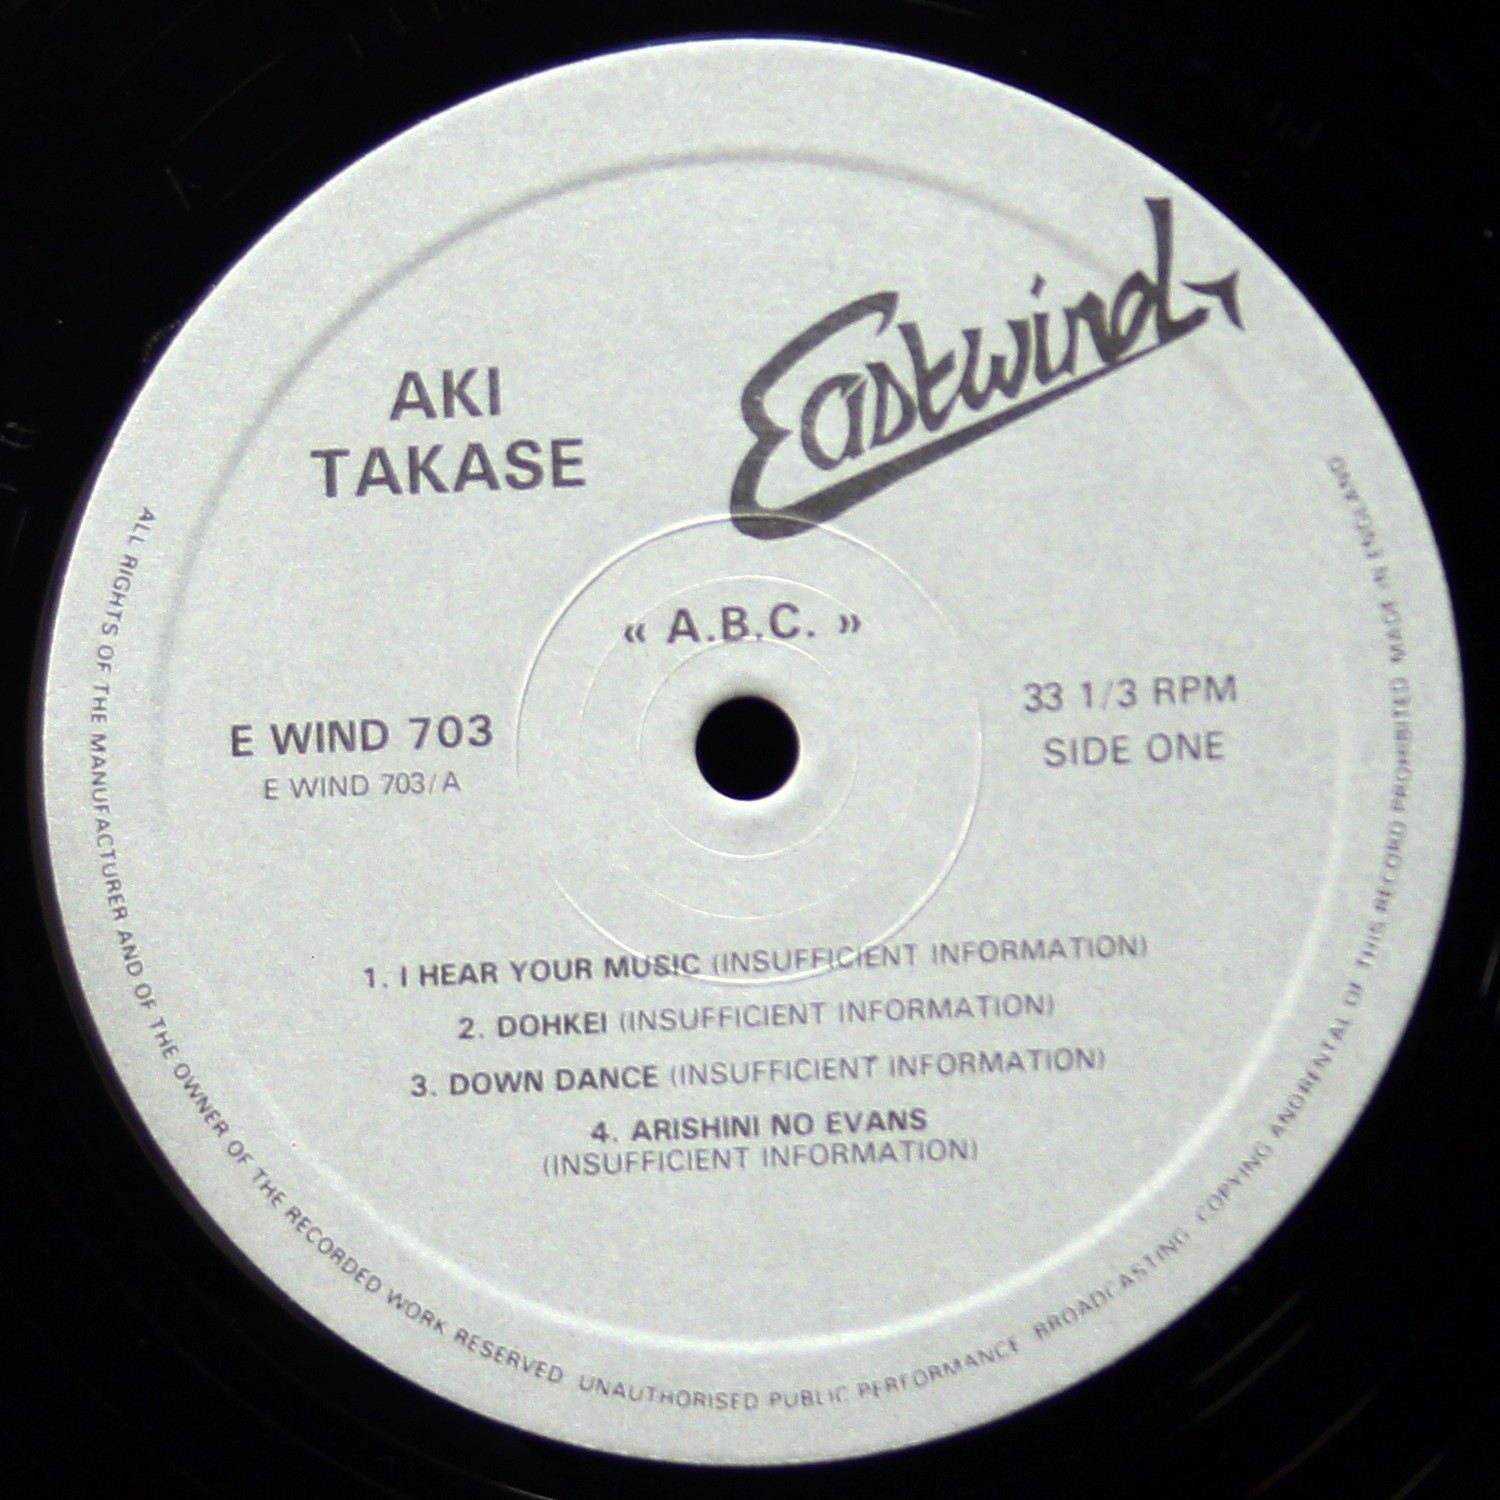 Eastwind
AKI
TAKASE
« A.B.C. »
E WIND 703
E WIND 703/A
33 1/3 RPM
SIDE ONE
1. I HEAR YOUR MUSIC (INSUFFICIENT INFORMATION)
2. DOHKEI (INSUFFICIENT INFORMATION)
3. DOWN DANCE (INSUFFICIENT INFORMATION)
4. ARISHINI NO EVANS
(INSUFFICIENT INFORMATION)
ALL RIGHTS OF THE MANUFACTURER AND OF THE OWNER OF THE RECORDED WORK RESERVED UNAUTHORISED PUBLIC PERFORMANCE BROADCASTING COPYING ANDRENTAL OF THIS RECORD PROHIBITED MADE IN ENGLAND